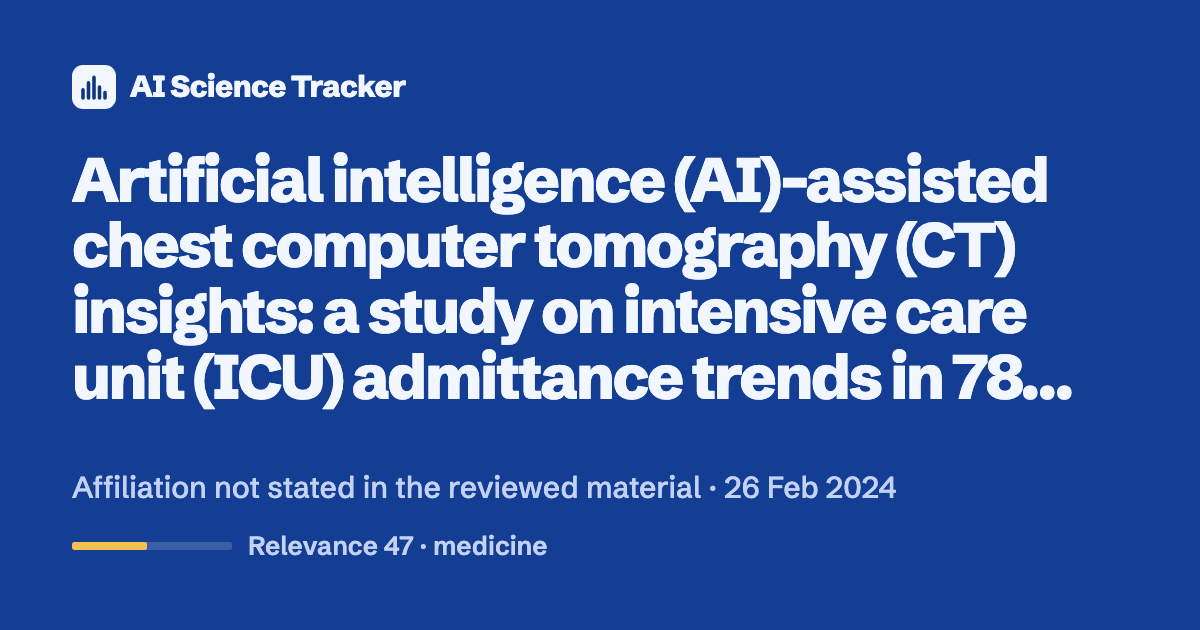 AI Science Tracker
Artificial intelligence (AI)-assisted
chest computer tomography (CT)
insights: a study on intensive care
unit (ICU) admittance trends in 78...
Affiliation not stated in the reviewed material · 26 Feb 2024
Relevance 47 · medicine